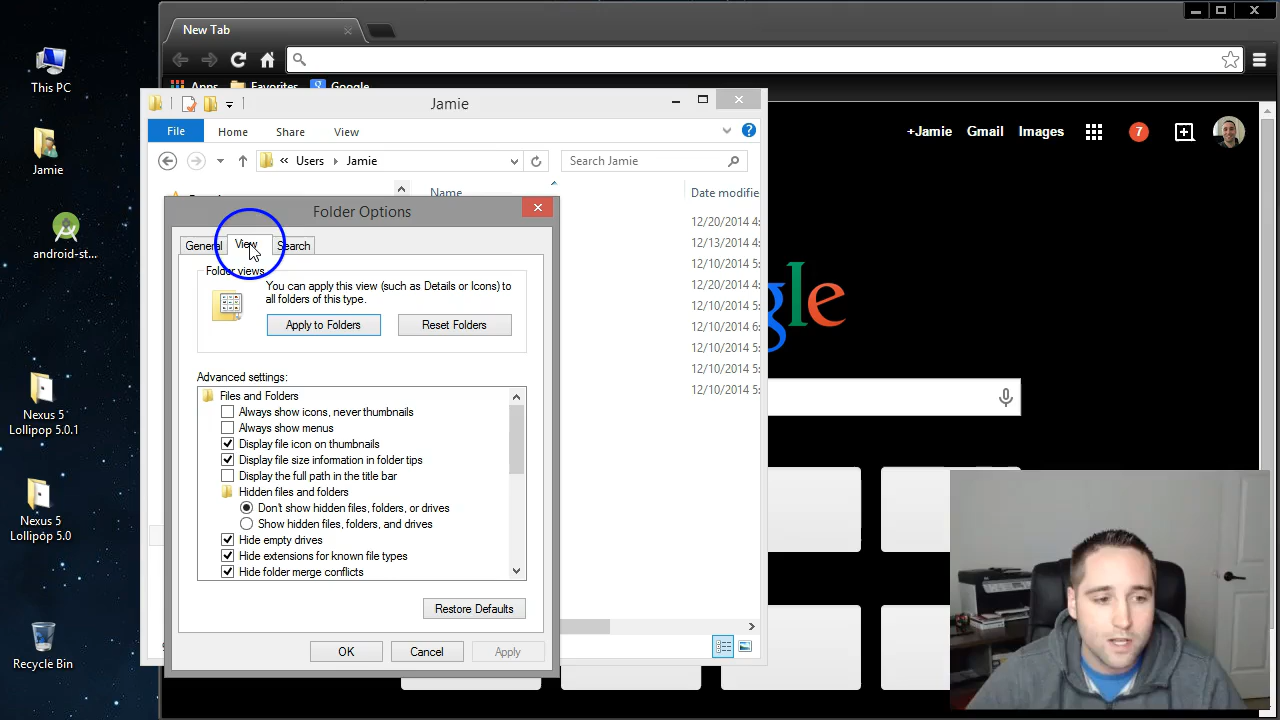 New Tab
Apps Favorites Google
This PC
Jamie
android-st...
Nexus 5
Lollipop 5.0.1
Nexus 5
Lollipop 5.0
Recycle Bin
+Jamie Gmail Images 7
gle
Jamie
File Home Share View
« Users Jamie Search Jamie
Name Date modifie
12/20/2014 4:
12/13/2014 4:
12/10/2014 5:
12/20/2014 4:
12/10/2014 5:
12/10/2014 6:
12/10/2014 5:
12/10/2014 5:
12/10/2014 5:
Folder Options
General View Search
Folder views
You can apply this view (such as Details or Icons) to
all folders of this type.
Apply to Folders Reset Folders
Advanced settings:
Files and Folders
Always show icons, never thumbnails
Always show menus
Display file icon on thumbnails
Display file size information in folder tips
Display the full path in the title bar
Hidden files and folders
Don't show hidden files, folders, or drives
Show hidden files, folders, and drives
Hide empty drives
Hide extensions for known file types
Hide folder merge conflicts
Restore Defaults
OK Cancel Apply